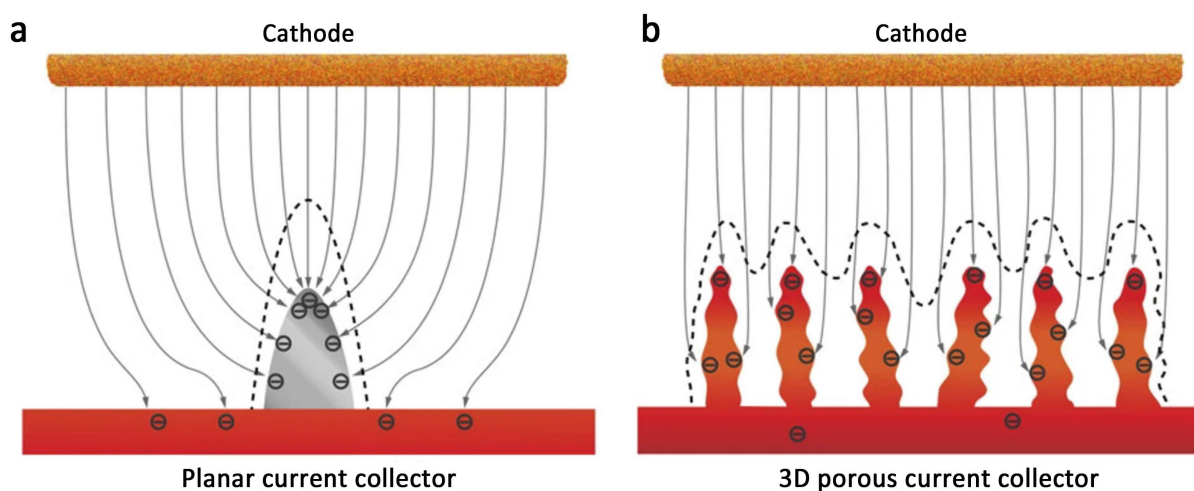 a
Cathode
Planar current collector
b
Cathode
3D porous current collector